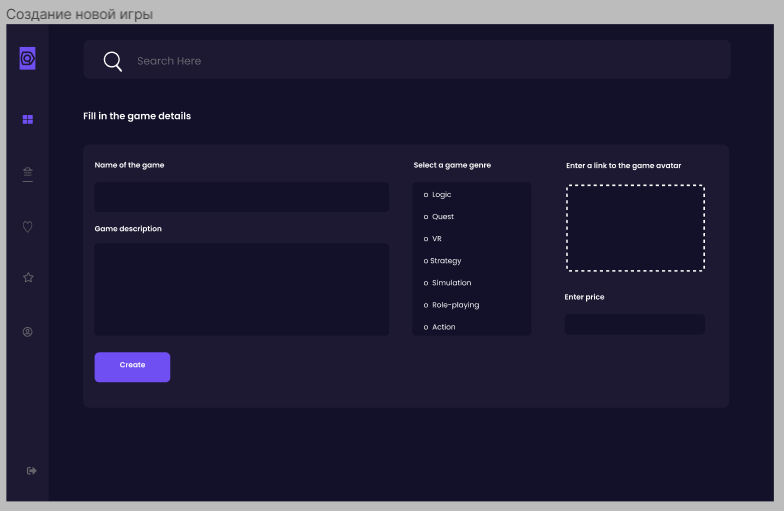 Создание новой игры
Search Here
Fill in the game details
Name of the game
Game description
Create
Select a game genre
o Logic
o Quest
o VR
o Strategy
o Simulation
o Role-playing
o Action
Enter a link to the game avatar
Enter price